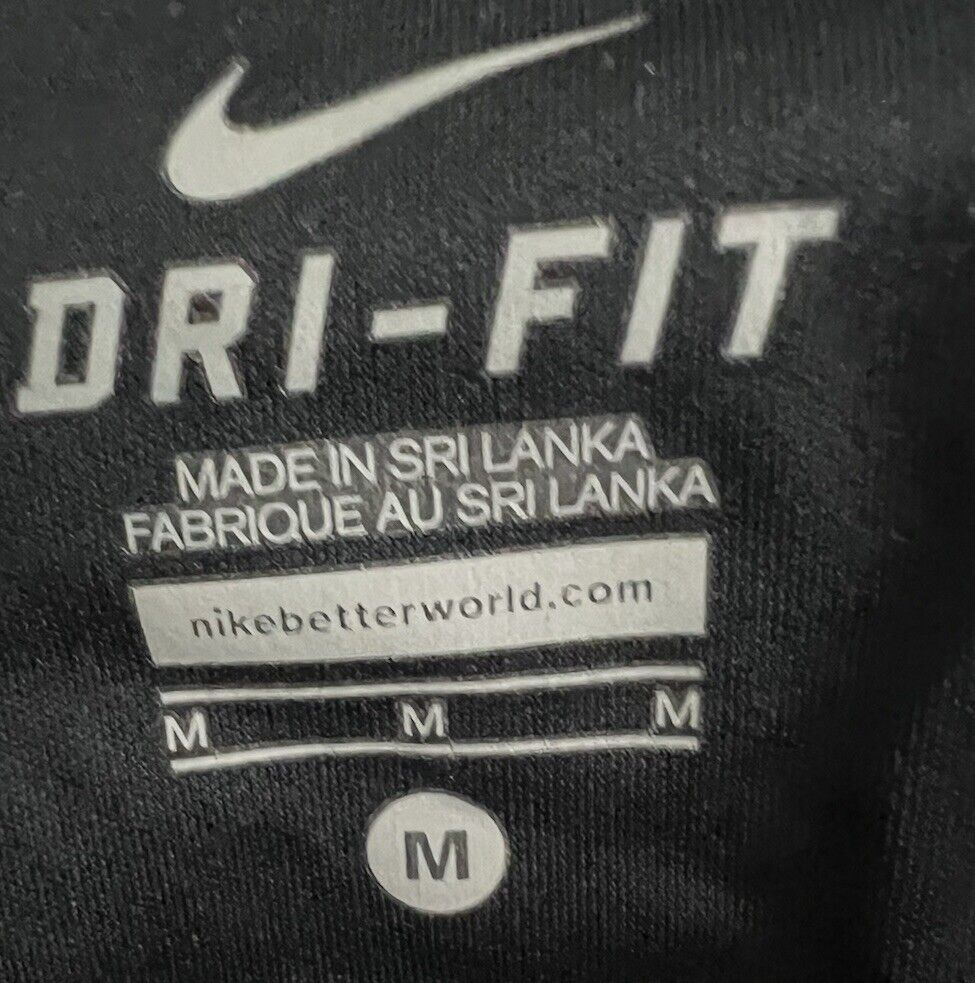 DRI-FIT
MADE IN SRI LANKA
FABRIQUE AU SRI LANKA
nikebetterworld.com
M M M
M